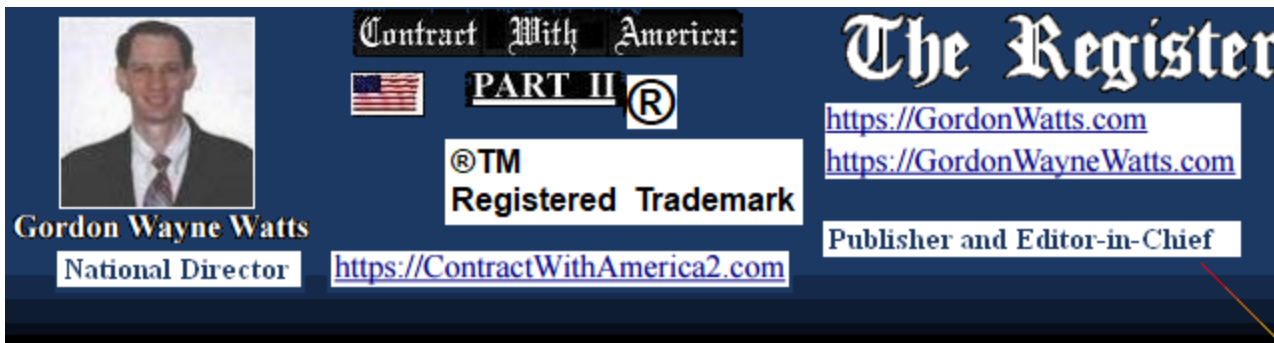 Gordon Wayne Watts
National Director
Contract With America:
PART II
®
®TM
Registered Trademark
https://ContractWithAmerica2.com
The Register
https://GordonWatts.com
https://GordonWayneWatts.com
Publisher and Editor-in-Chief